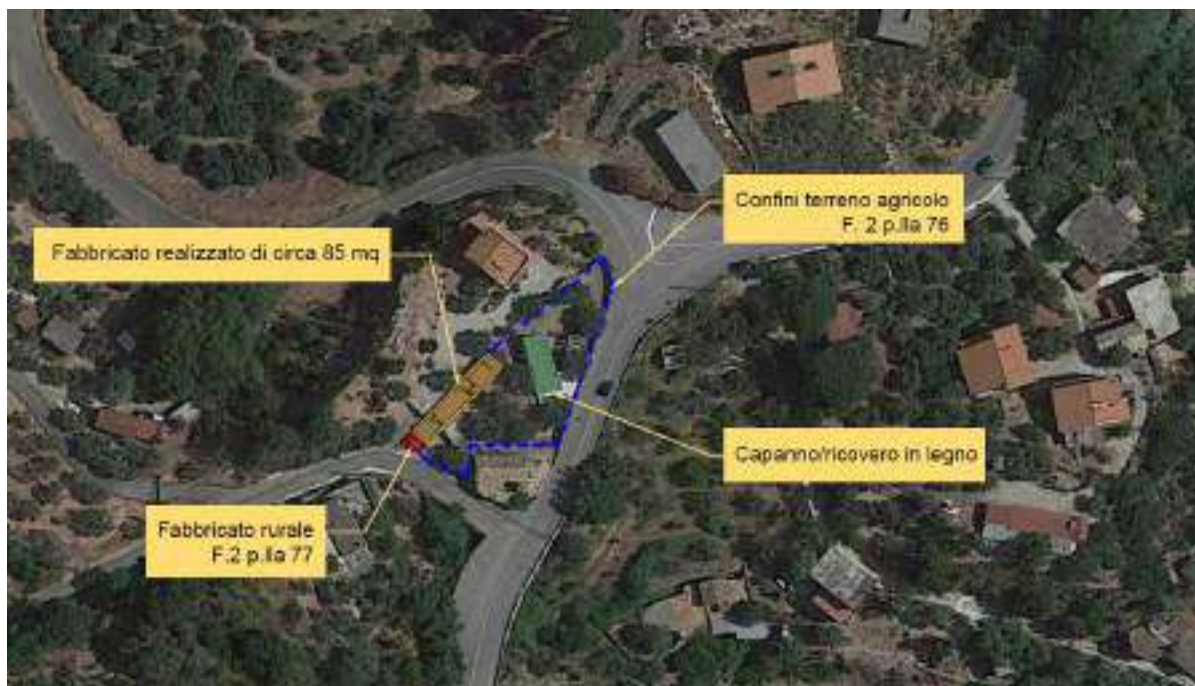 Confini terreno agricolo
F. 2 p.lla 76
Fabbricato realizzato di circa 85 mq
Capanno/ricovero in legno
Fabbricato rurale
F.2 p.lla 77